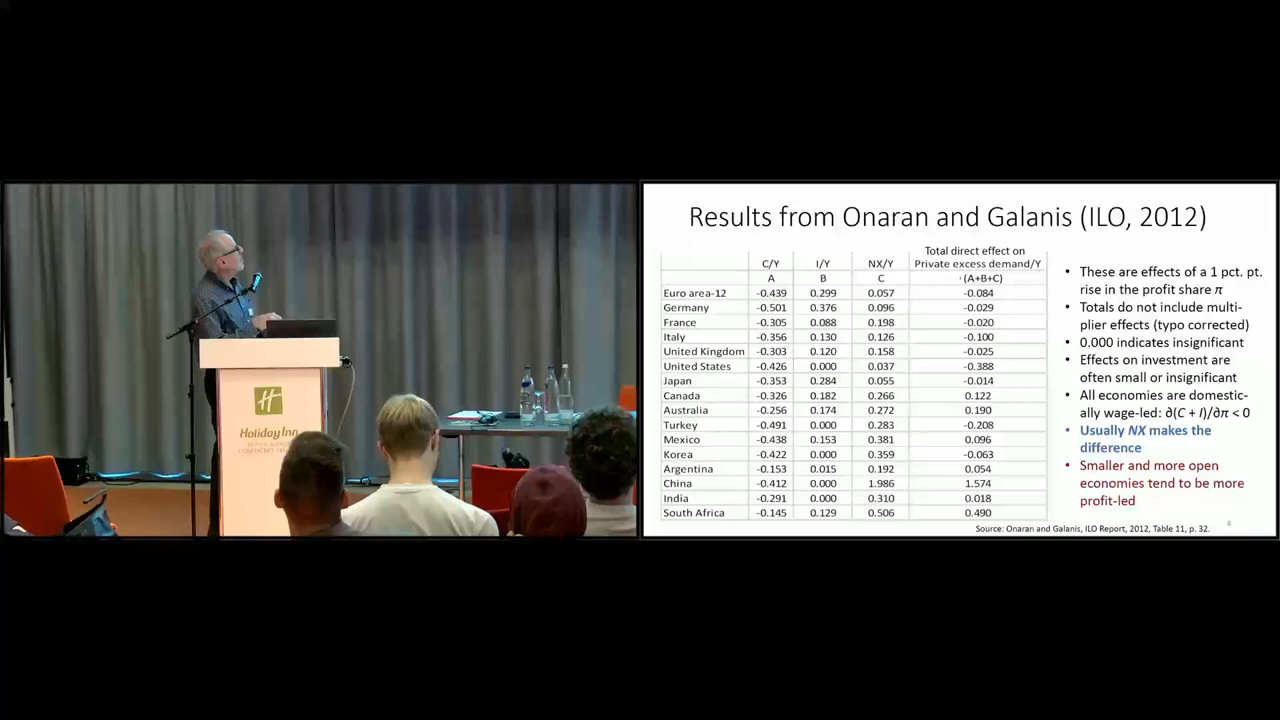 Holiday Inn
Results from Onaran and Galanis (ILO, 2012)
Total direct effect on
C/Y I/Y NX/Y Private excess demand/Y
A B C (A+B+C)
Euro area-12 -0.439 0.299 0.057 -0.084
Germany -0.501 0.376 0.096 -0.029
France -0.305 0.088 0.198 -0.020
Italy -0.356 0.130 0.126 -0.100
United Kingdom -0.303 0.120 0.158 -0.025
United States -0.426 0.000 0.037 -0.388
Japan -0.353 0.284 0.055 -0.014
Canada -0.326 0.182 0.266 0.122
Australia -0.256 0.174 0.272 0.190
Turkey -0.491 0.000 0.283 -0.208
Mexico -0.438 0.153 0.381 0.096
Korea -0.422 0.000 0.359 -0.063
Argentina -0.153 0.015 0.192 0.054
China -0.412 0.000 1.986 1.574
India -0.291 0.000 0.310 0.018
South Africa -0.145 0.129 0.506 0.490
• These are effects of a 1 pct. pt.
rise in the profit share π
• Totals do not include multi-
plier effects (typo corrected)
• 0.000 indicates insignificant
• Effects on investment are
often small or insignificant
• All economies are domestic-
ally wage-led: ∂(C + I)/∂π < 0
• Usually NX makes the
difference
• Smaller and more open
economies tend to be more
profit-led
Source: Onaran and Galanis, ILO Report, 2012, Table 11, p. 32.